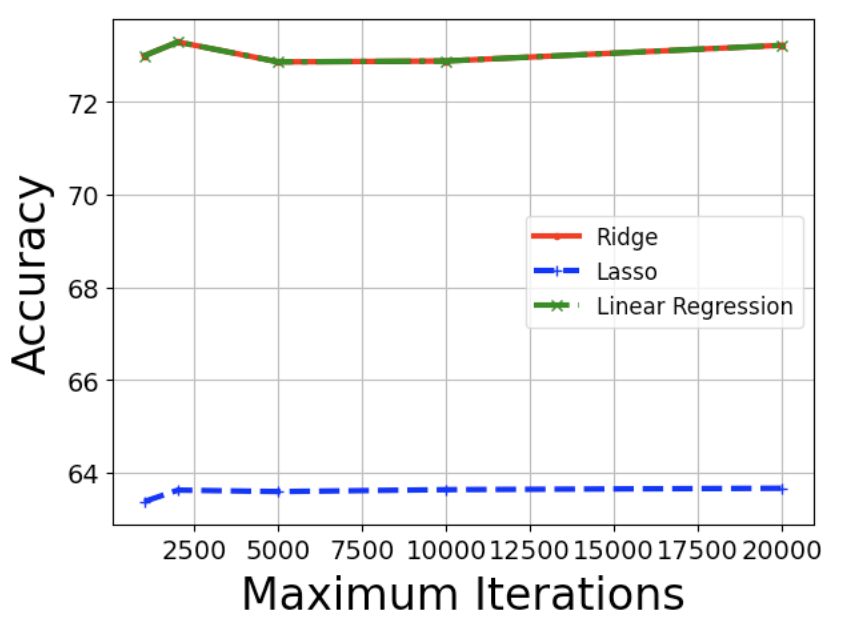 Accuracy
72
70
68
66
64
Ridge
Lasso
Linear Regression
2500 5000 7500 10000 12500 15000 17500 20000
Maximum Iterations